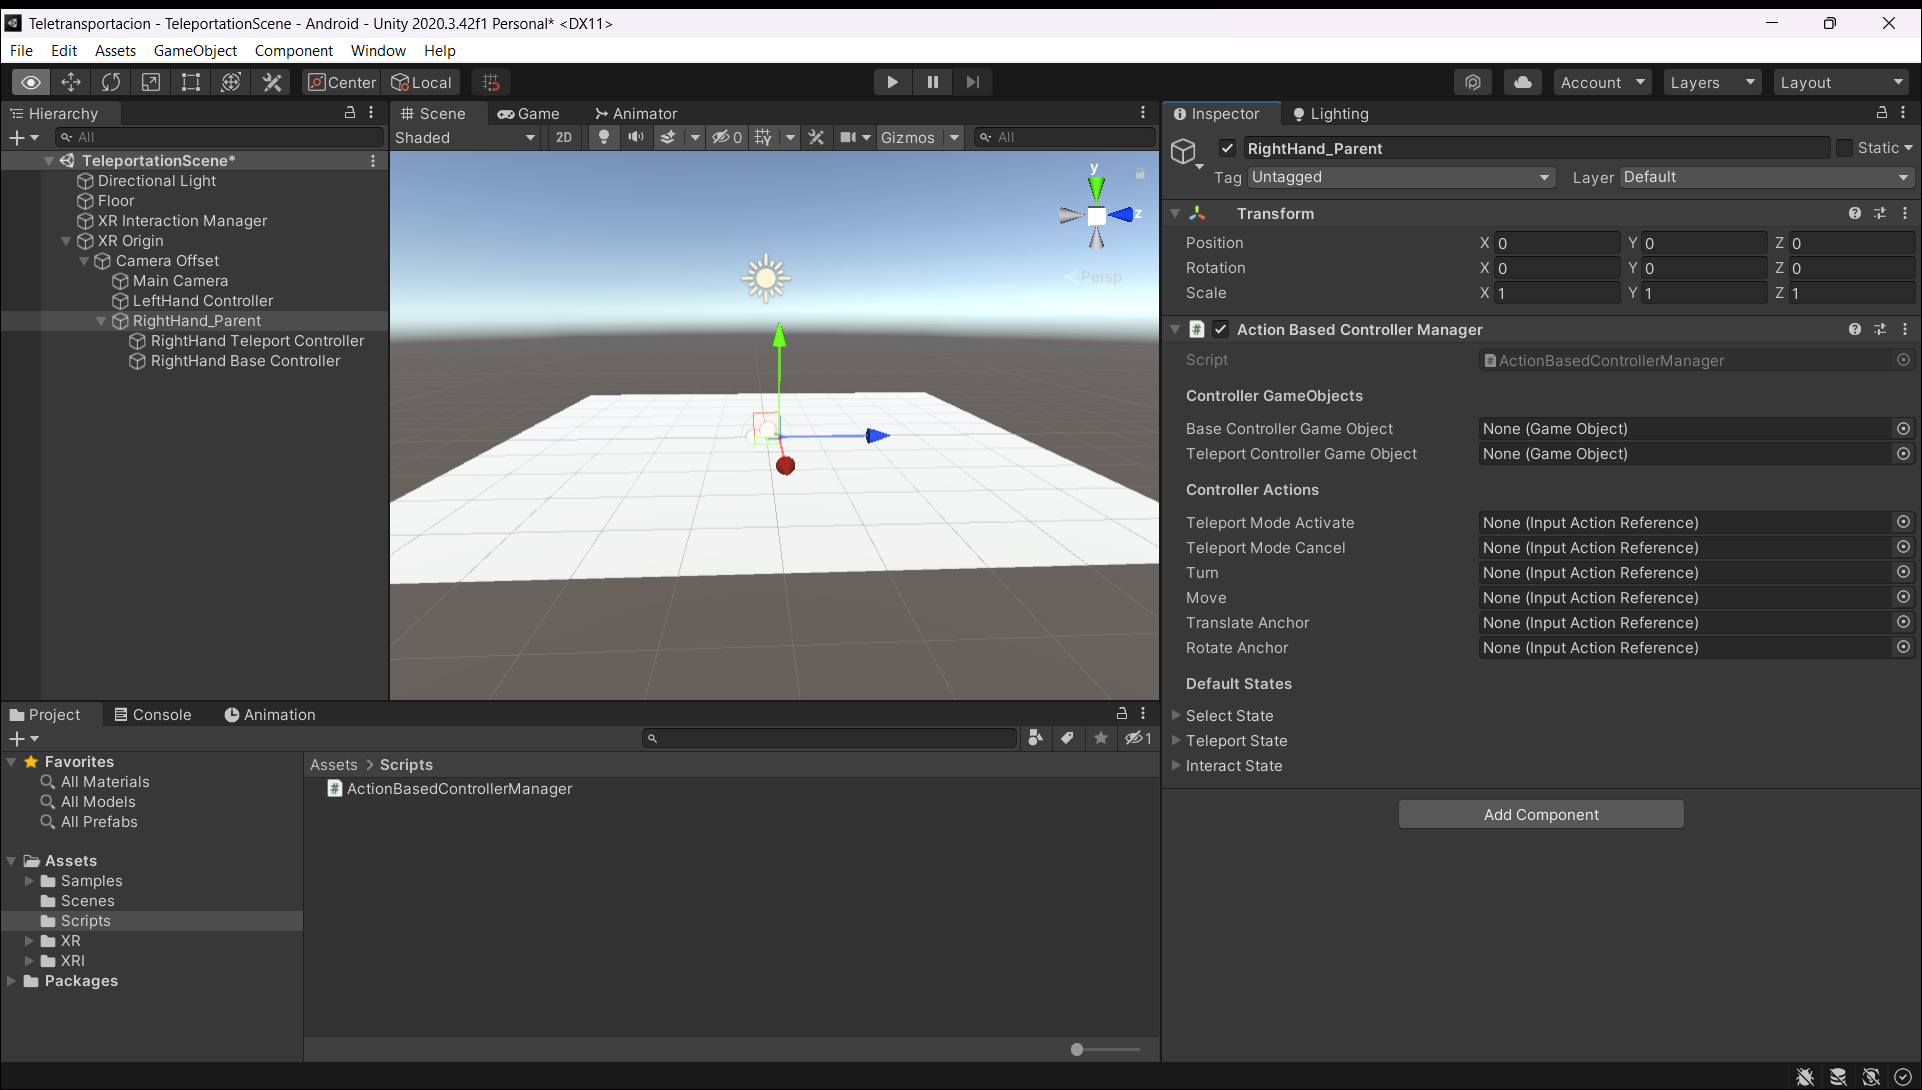 Teletransportacion - TeleportationScene - Android - Unity 2020.3.42f1 Personal* <DX11>
File Edit Assets GameObject Component Window Help
Center Local Account Layers Layout
Hierarchy
All
TeleportationScene*
Directional Light
Floor
XR Interaction Manager
XR Origin
Camera Offset
Main Camera
LeftHand Controller
RightHand_Parent
RightHand Teleport Controller
RightHand Base Controller
Scene Game Animator
Shaded 2D 0 Gizmos All
y
z
Persp
Inspector Lighting
RightHand_Parent Static
Tag Untagged Layer Default
Transform
Position X 0 Y 0 Z 0
Rotation X 0 Y 0 Z 0
Scale X 1 Y 1 Z 1
# Action Based Controller Manager
Script # ActionBasedControllerManager
Controller GameObjects
Base Controller Game Object None (Game Object)
Teleport Controller Game Object None (Game Object)
Controller Actions
Teleport Mode Activate None (Input Action Reference)
Teleport Mode Cancel None (Input Action Reference)
Turn None (Input Action Reference)
Move None (Input Action Reference)
Translate Anchor None (Input Action Reference)
Rotate Anchor None (Input Action Reference)
Default States
Select State
Teleport State
Interact State
Add Component
Project Console Animation
1
Favorites
All Materials
All Models
All Prefabs
Assets
Samples
Scenes
Scripts
XR
XRI
Packages
Assets > Scripts
# ActionBasedControllerManager